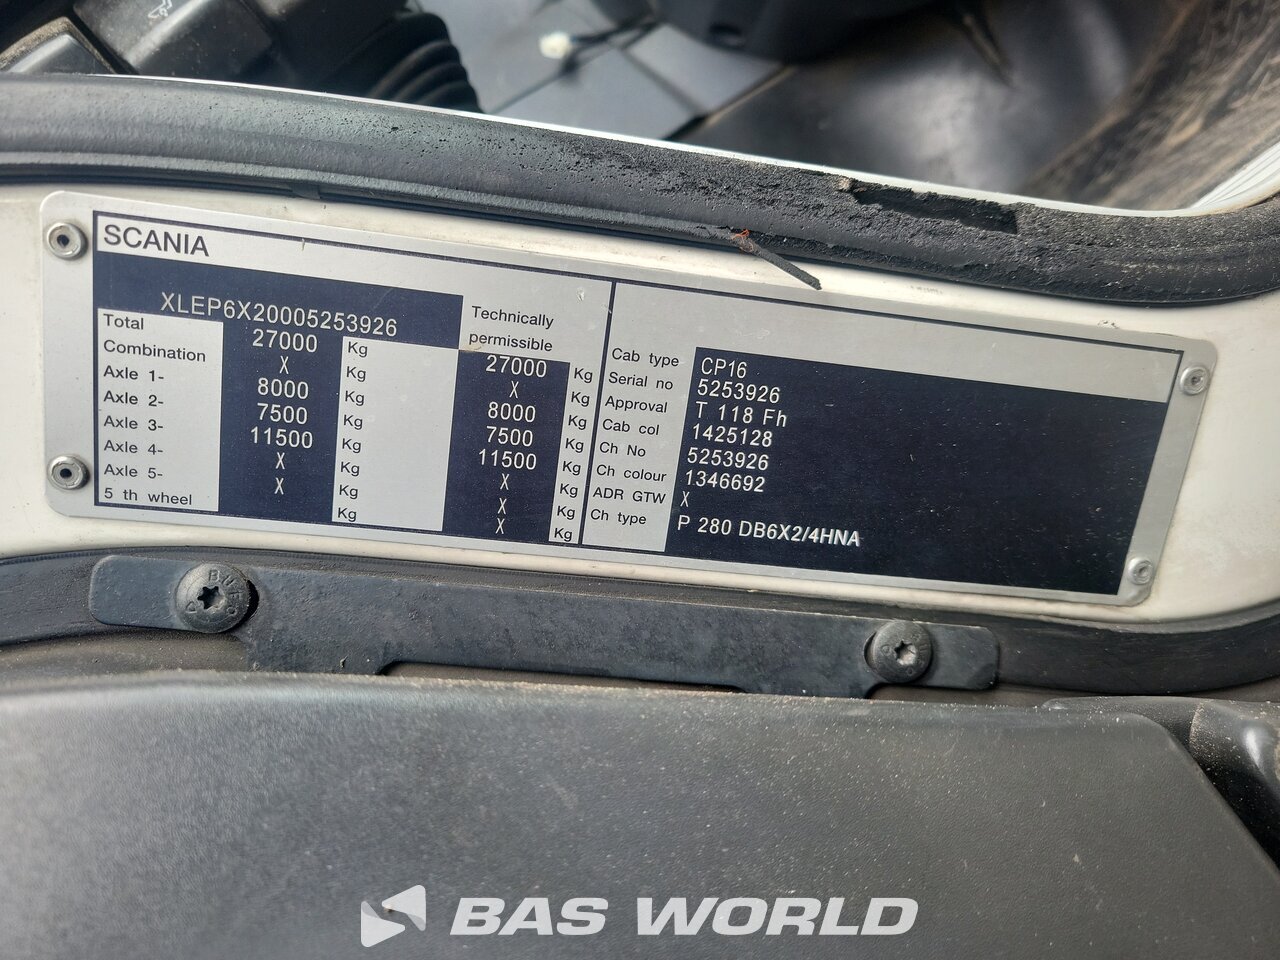 SCANIA
XLEP6X20005253926
Technically
permissible
Total 27000 Kg 27000 Kg
Combination X Kg X Kg
Axle 1- 8000 Kg 8000 Kg
Axle 2- 7500 Kg 7500 Kg
Axle 3- 11500 Kg 11500 Kg
Axle 4- X Kg X Kg
Axle 5- X Kg X Kg
5 th wheel Kg X Kg
Cab type CP16
Serial no 5253926
Approval T 118 Fh
Cab col 1425128
Ch No 5253926
Ch colour 1346692
ADR GTW X
Ch type P 280 DB6X2/4HNA
BAS WORLD